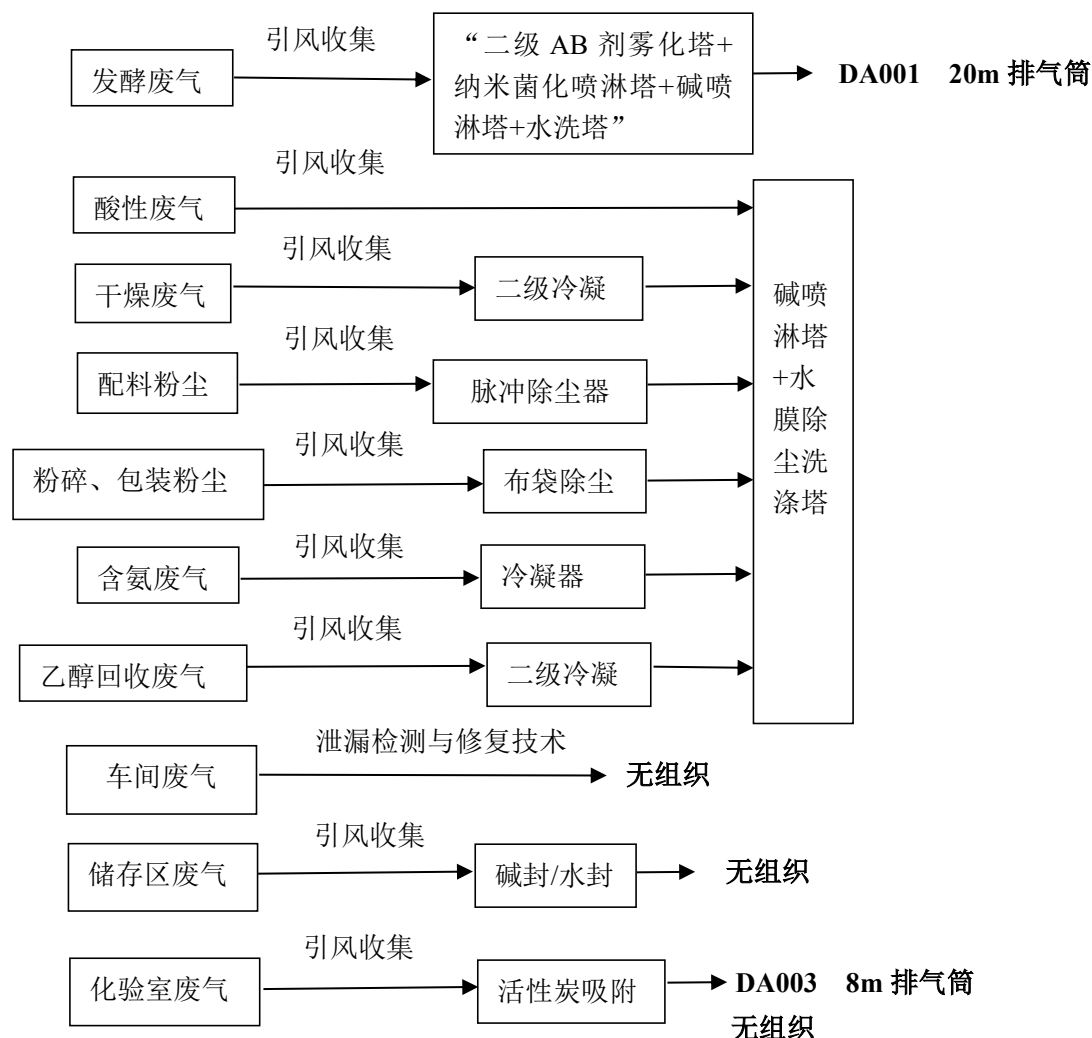 引风收集
发酵废气
“二级 AB 剂雾化塔+
纳米菌化喷淋塔+碱喷
淋塔+水洗塔”
DA001 20m 排气筒
引风收集
酸性废气
引风收集
干燥废气
二级冷凝
引风收集
配料粉尘
脉冲除尘器
引风收集
粉碎、包装粉尘
布袋除尘
引风收集
含氨废气
冷凝器
引风收集
乙醇回收废气
二级冷凝
碱喷
淋塔
+水
膜除
尘洗
涤塔
泄漏检测与修复技术
车间废气
无组织
引风收集
储存区废气
碱封/水封
无组织
引风收集
化验室废气
活性炭吸附
DA003 8m 排气筒
无组织